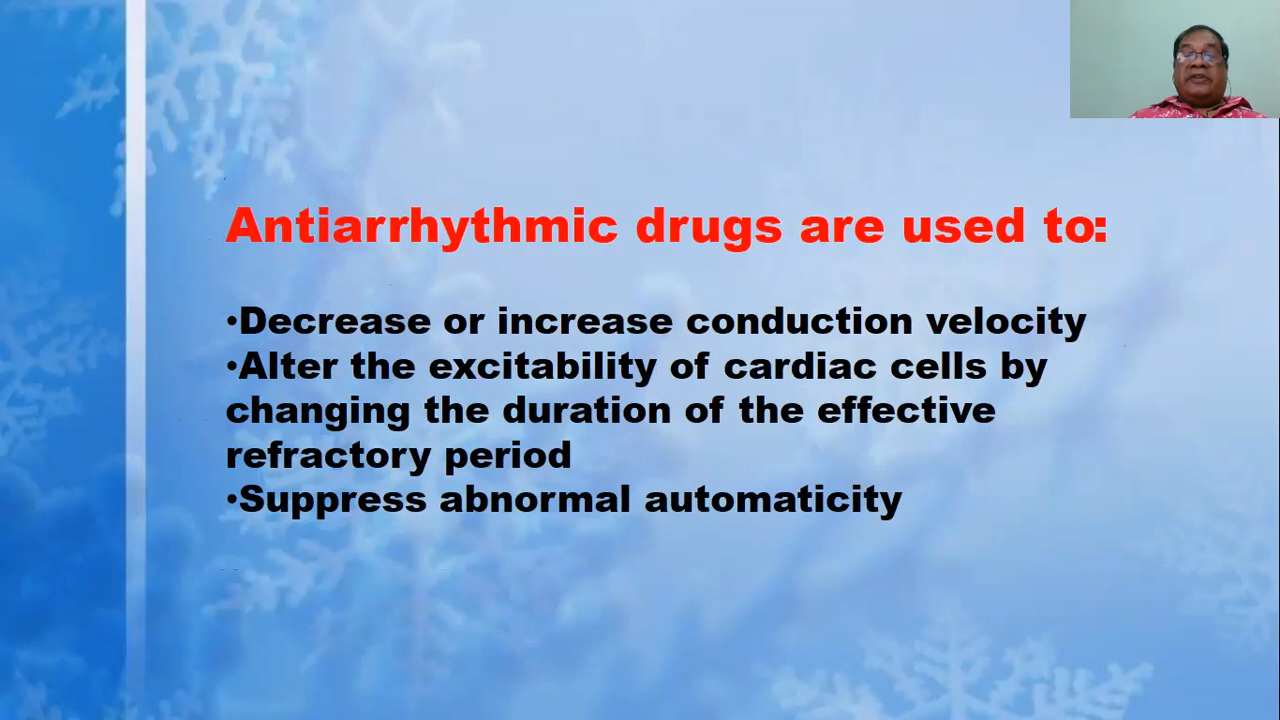 Antiarrhythmic drugs are used to:
•Decrease or increase conduction velocity
•Alter the excitability of cardiac cells by
changing the duration of the effective
refractory period
•Suppress abnormal automaticity